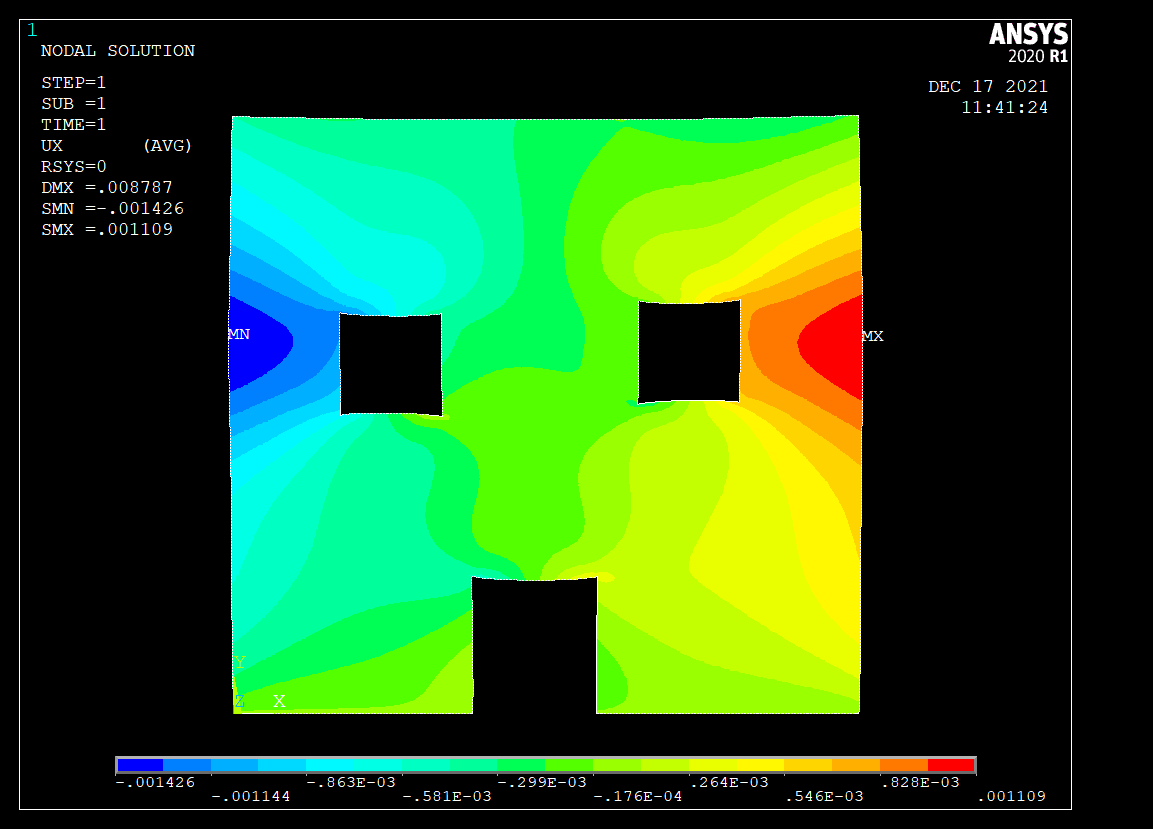 1
ANSYS
2020 R1
NODAL SOLUTION
STEP=1
SUB =1
TIME=1
UX (AVG)
RSYS=0
DMX =.008787
SMN =-.001426
SMX =.001109
DEC 17 2021
11:41:24
MN
MX
Y
Z X
-.001426 -.863E-03 -.299E-03 .264E-03 .828E-03
-.001144 -.581E-03 -.176E-04 .546E-03 .001109